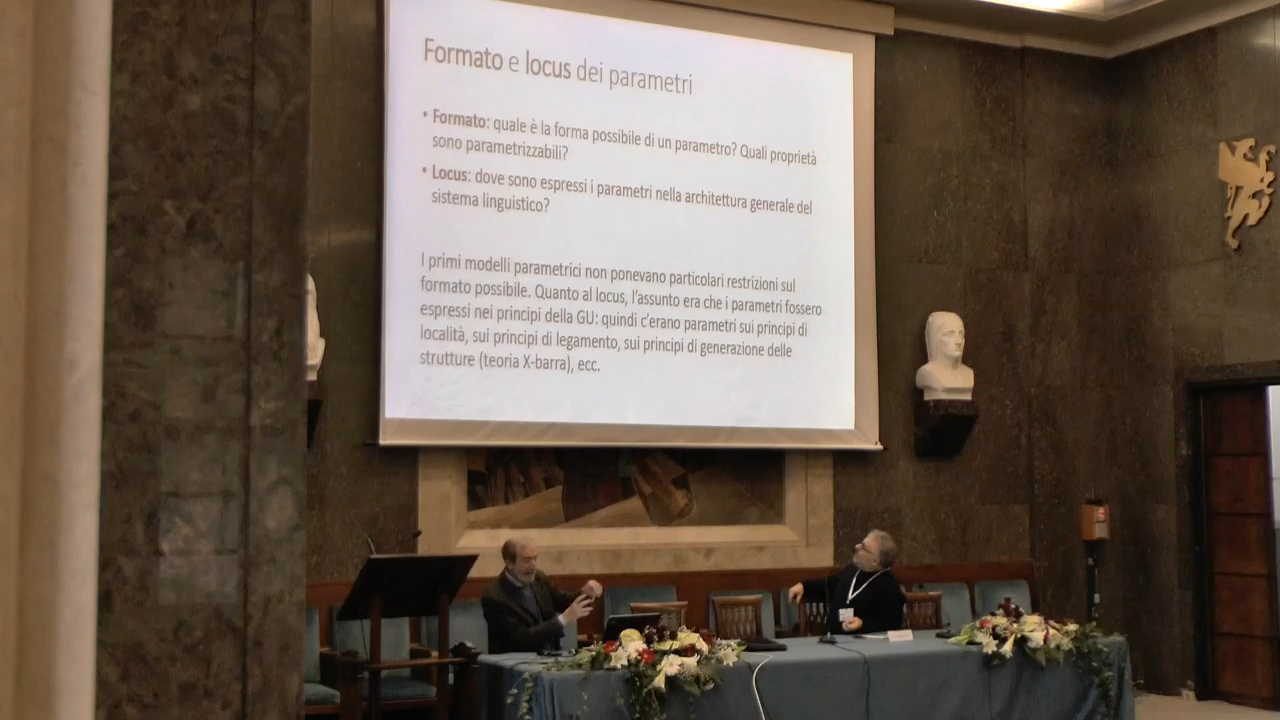 Formato e locus dei parametri
• Formato: quale è la forma possibile di un parametro? Quali proprietà
sono parametrizzabili?
• Locus: dove sono espressi i parametri nella architettura generale del
sistema linguistico?
I primi modelli parametrici non ponevano particolari restrizioni sul
formato possibile. Quanto al locus, l'assunto era che i parametri fossero
espressi nei principi della GU: quindi c'erano parametri sui principi di
località, sui principi di legamento, sui principi di generazione delle
strutture (teoria X-barra), ecc.